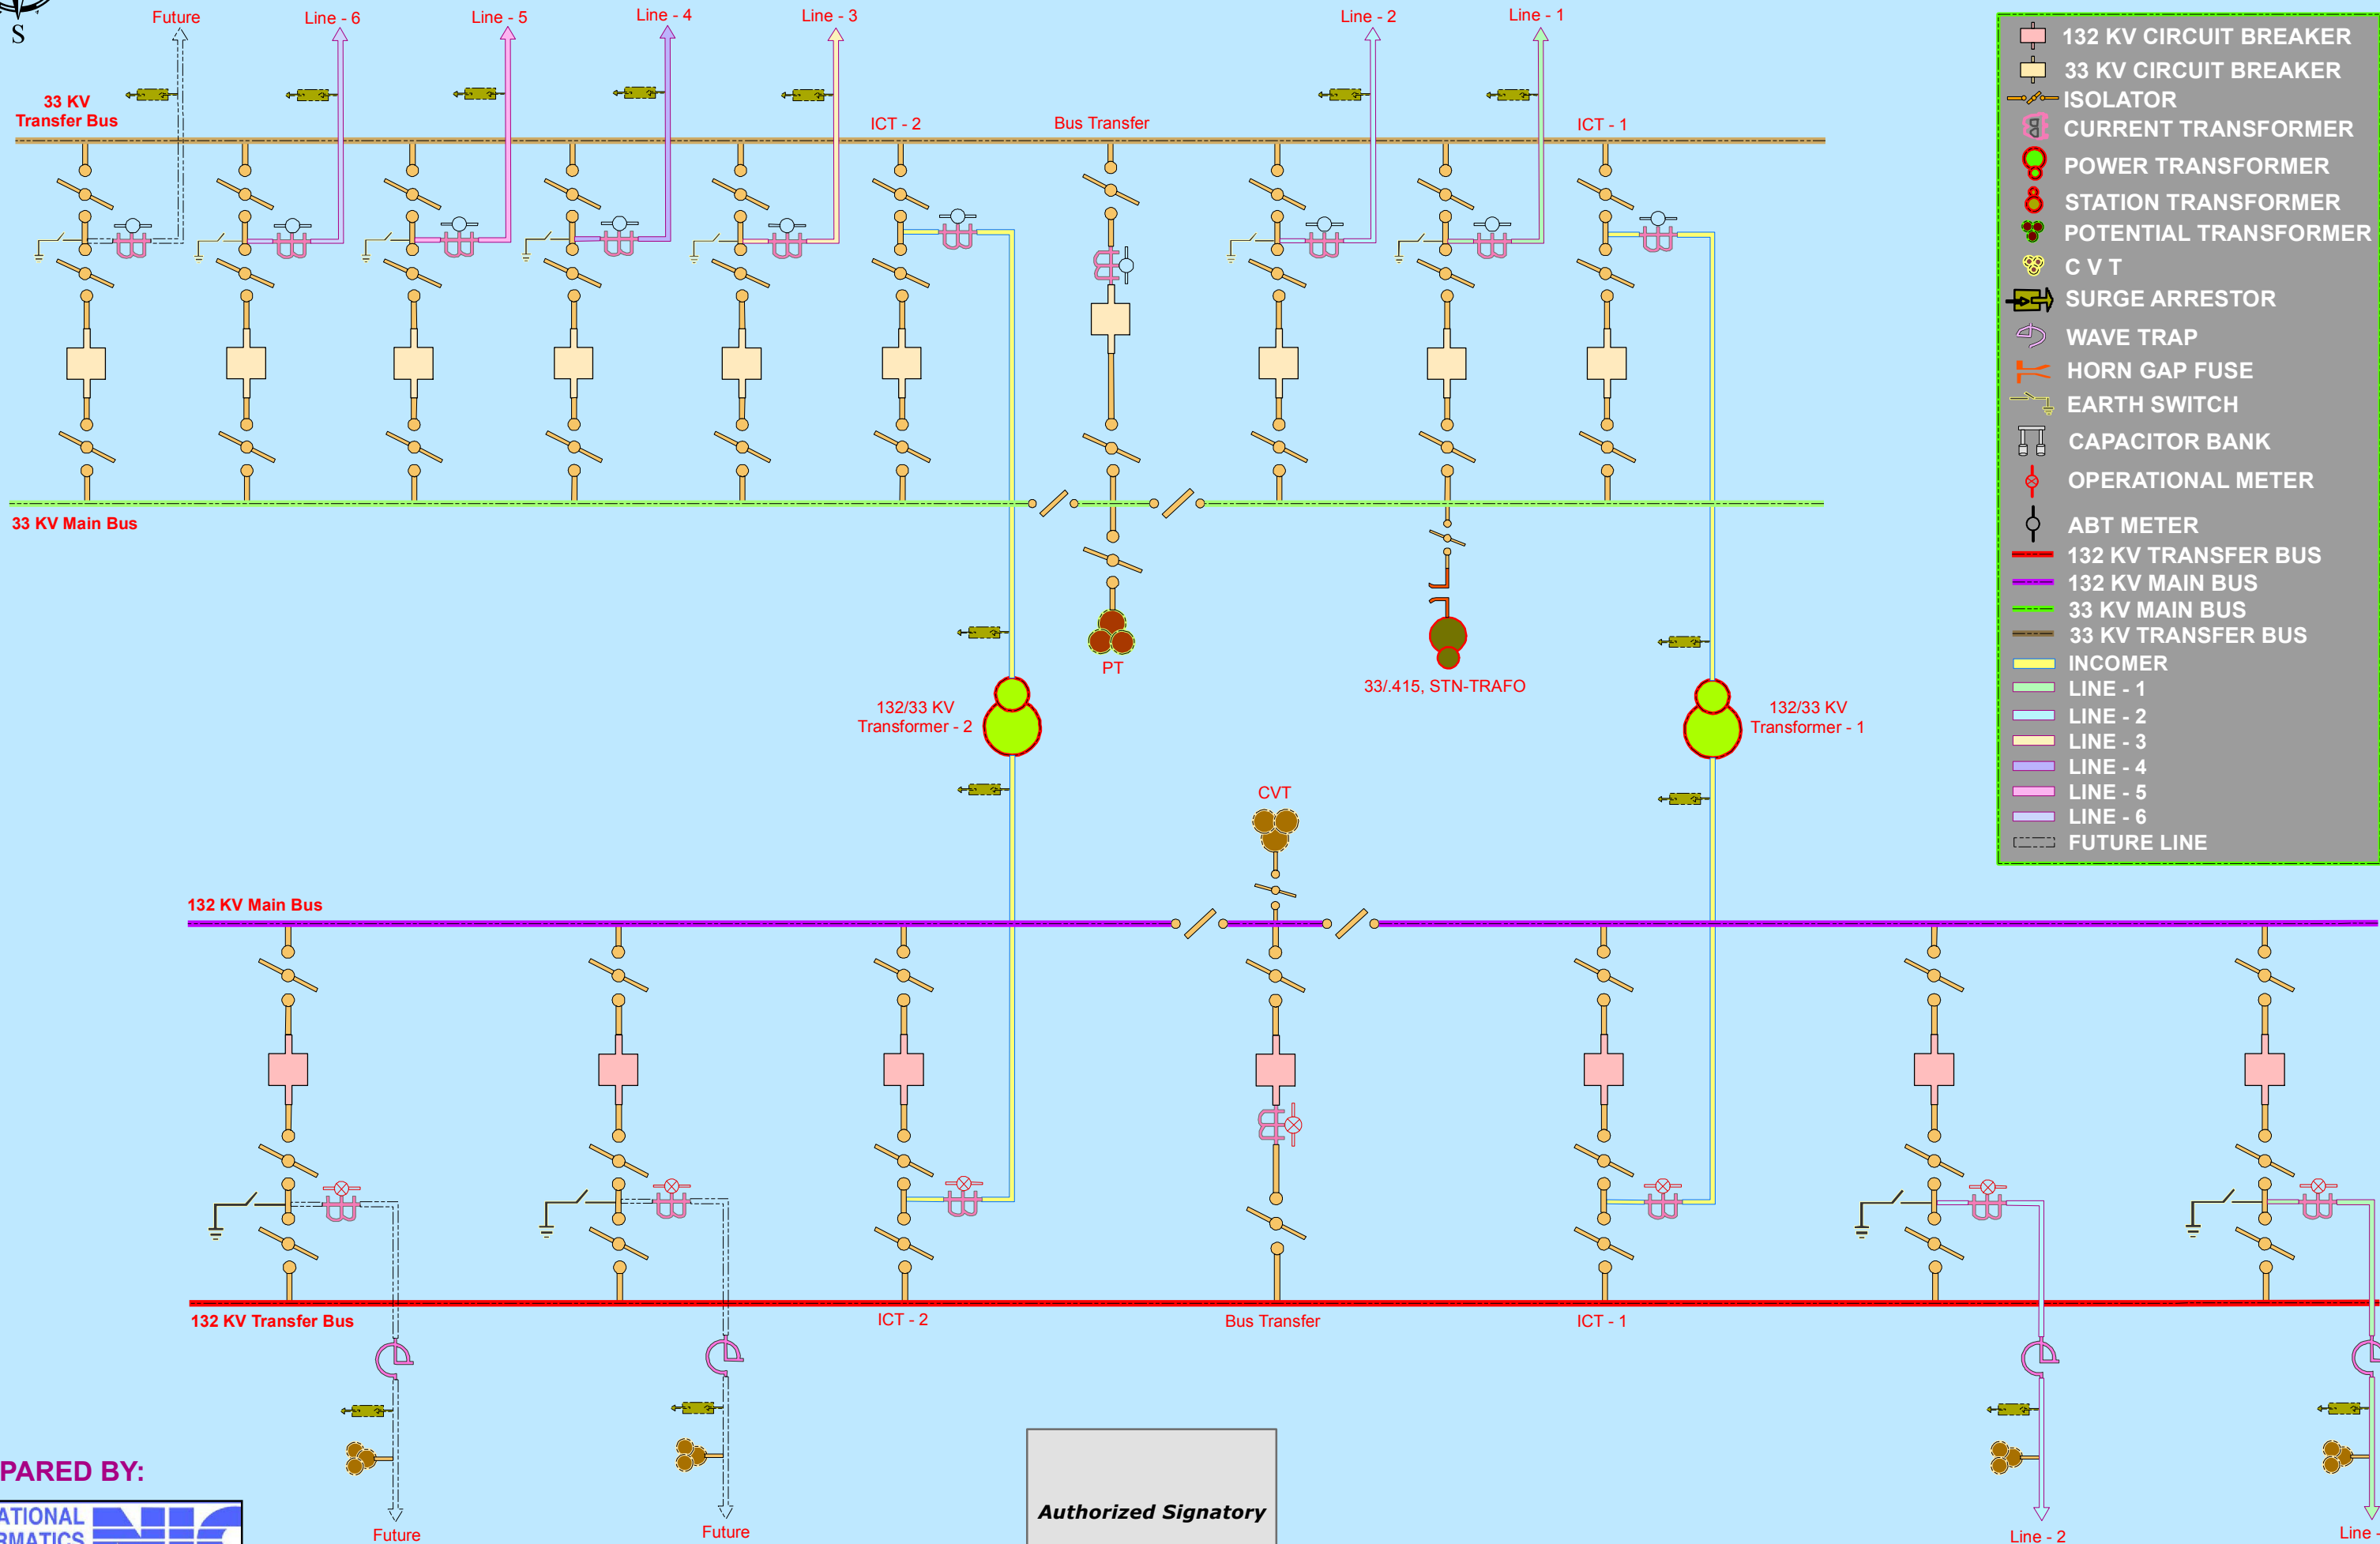 S
Future
Line - 6
Line - 5
Line - 4
Line - 3
Line - 2
Line - 1
33 KV
Transfer Bus
ICT - 2
Bus Transfer
ICT - 1
33 KV Main Bus
PT
33/.415, STN-TRAFO
132/33 KV
Transformer - 2
132/33 KV
Transformer - 1
CVT
132 KV Main Bus
132 KV Transfer Bus
ICT - 2
Bus Transfer
ICT - 1
Future
Future
Line - 2
Line -
PARED BY:
ATIONAL
RMATICS
NIC
Authorized Signatory
132 KV CIRCUIT BREAKER
33 KV CIRCUIT BREAKER
ISOLATOR
CURRENT TRANSFORMER
POWER TRANSFORMER
STATION TRANSFORMER
POTENTIAL TRANSFORMER
C V T
SURGE ARRESTOR
WAVE TRAP
HORN GAP FUSE
EARTH SWITCH
CAPACITOR BANK
OPERATIONAL METER
ABT METER
132 KV TRANSFER BUS
132 KV MAIN BUS
33 KV MAIN BUS
33 KV TRANSFER BUS
INCOMER
LINE - 1
LINE - 2
LINE - 3
LINE - 4
LINE - 5
LINE - 6
FUTURE LINE